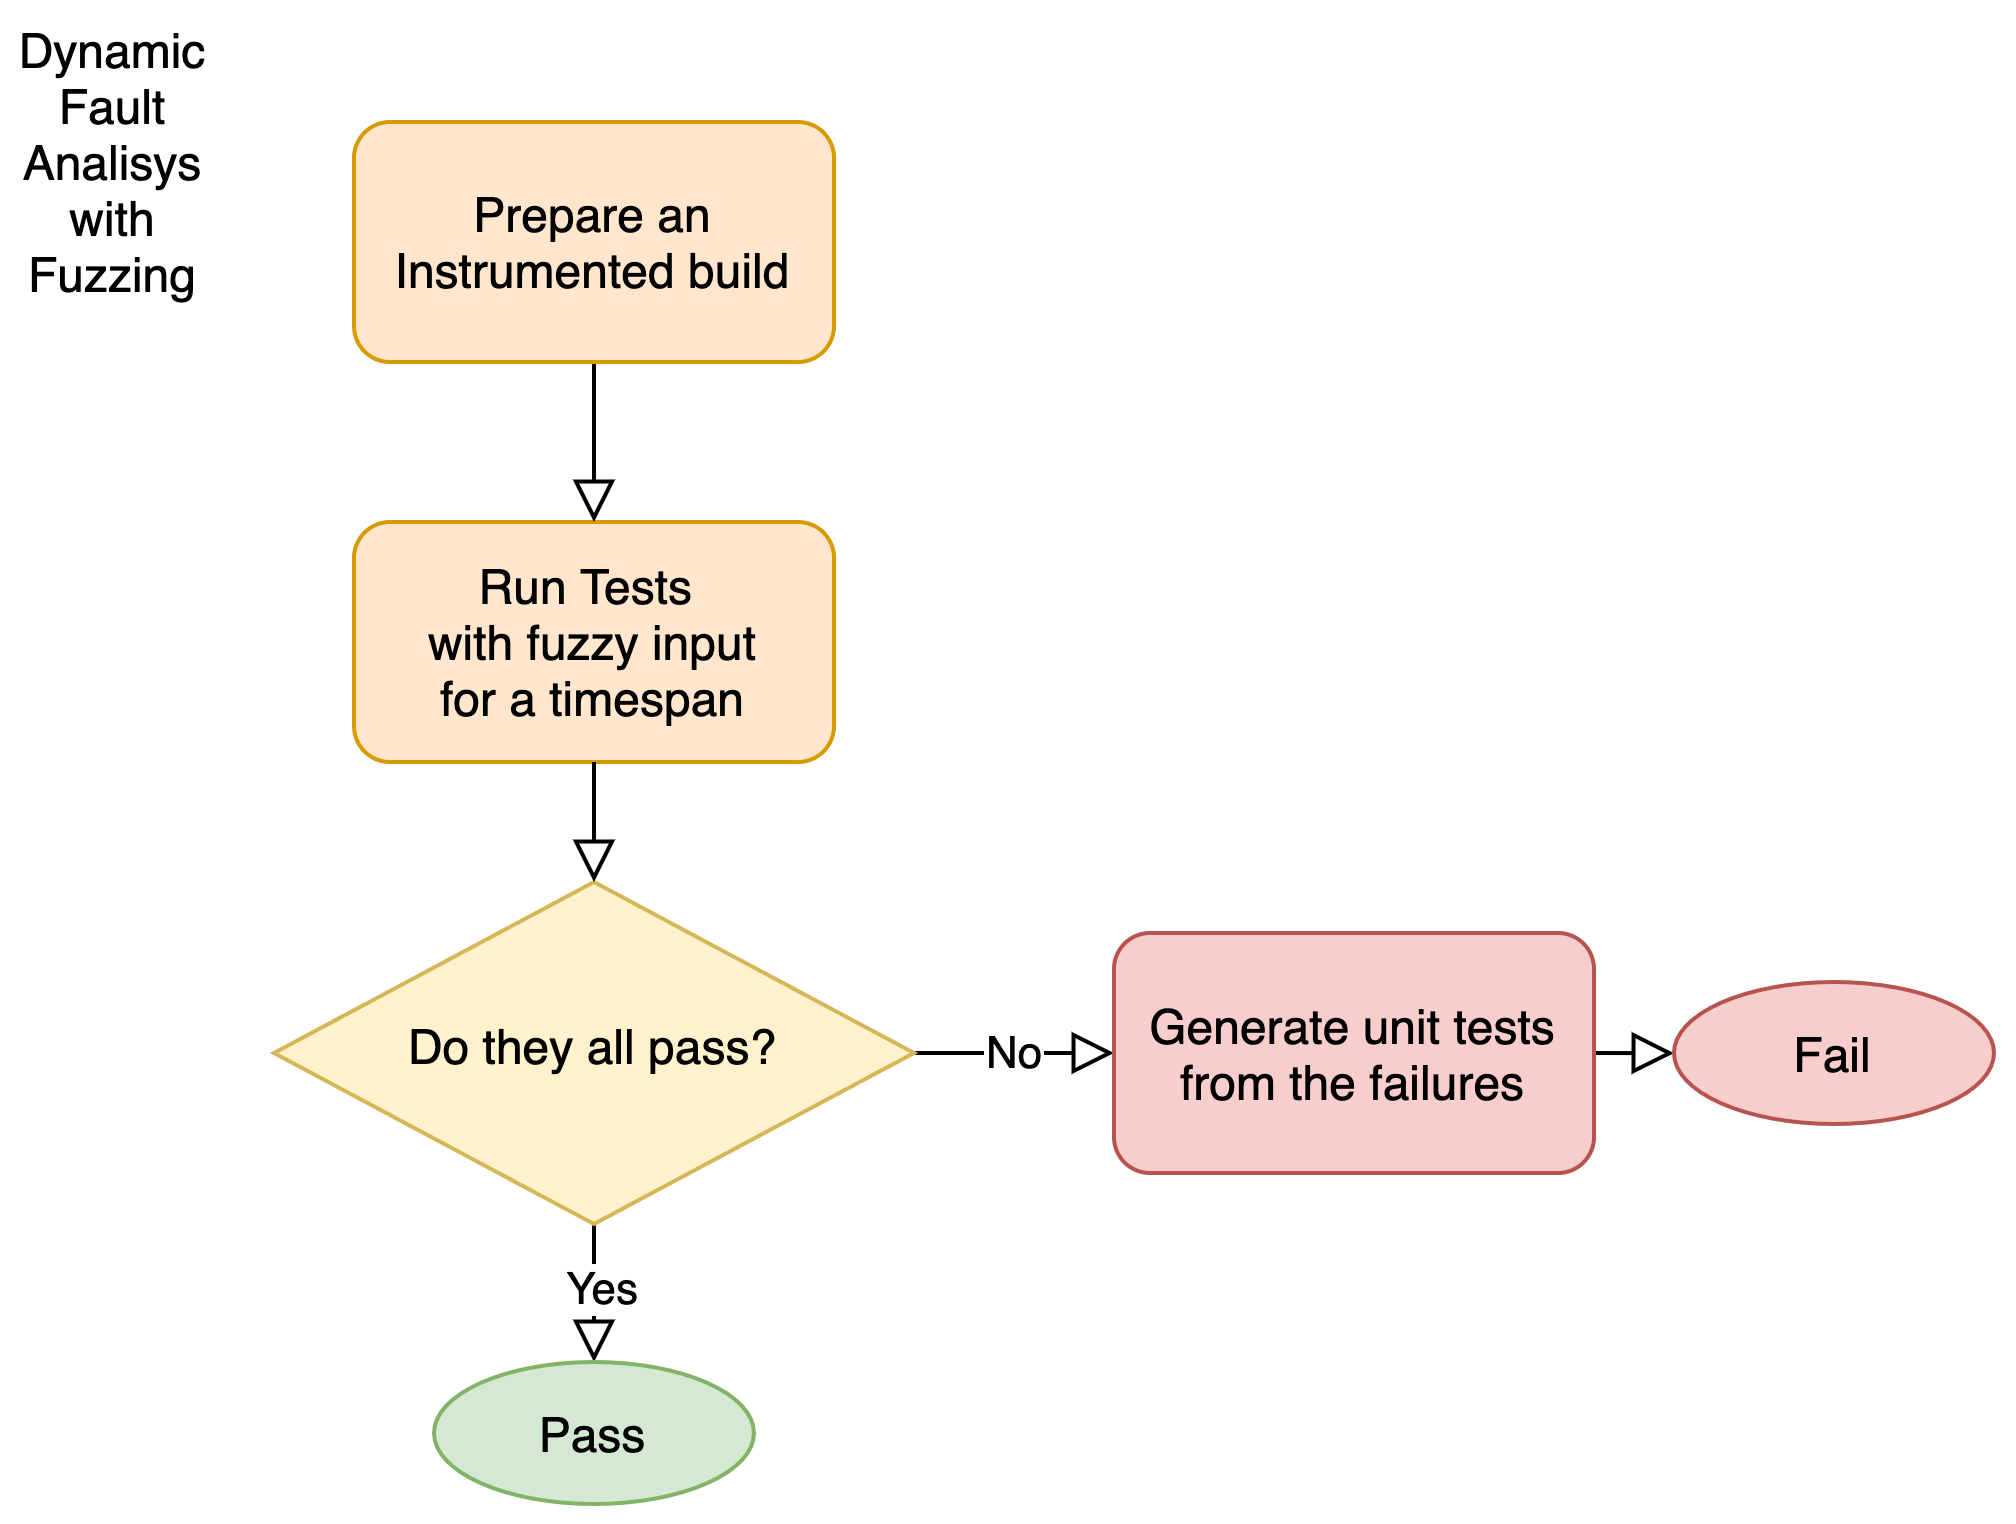 Dynamic
Fault
Analisys
with
Fuzzing
Prepare an
Instrumented build
Run Tests
with fuzzy input
for a timespan
Do they all pass?
No
Generate unit tests
from the failures
Fail
Yes
Pass